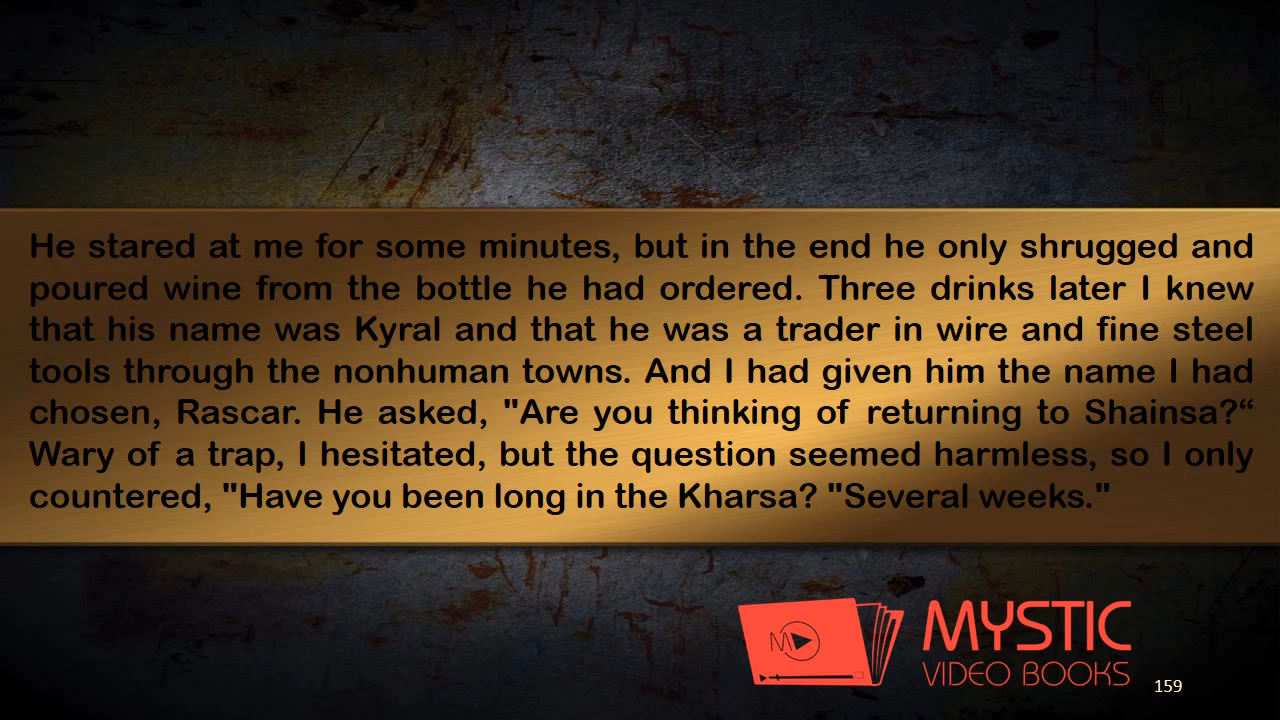 He stared at me for some minutes, but in the end he only shrugged and
poured wine from the bottle he had ordered. Three drinks later I knew
that his name was Kyral and that he was a trader in wire and fine steel
tools through the nonhuman towns. And I had given him the name I had
chosen, Rascar. He asked, "Are you thinking of returning to Shainsa?“
Wary of a trap, I hesitated, but the question seemed harmless, so I only
countered, "Have you been long in the Kharsa? "Several weeks."
M
MYSTIC
VIDEO BOOKS
159